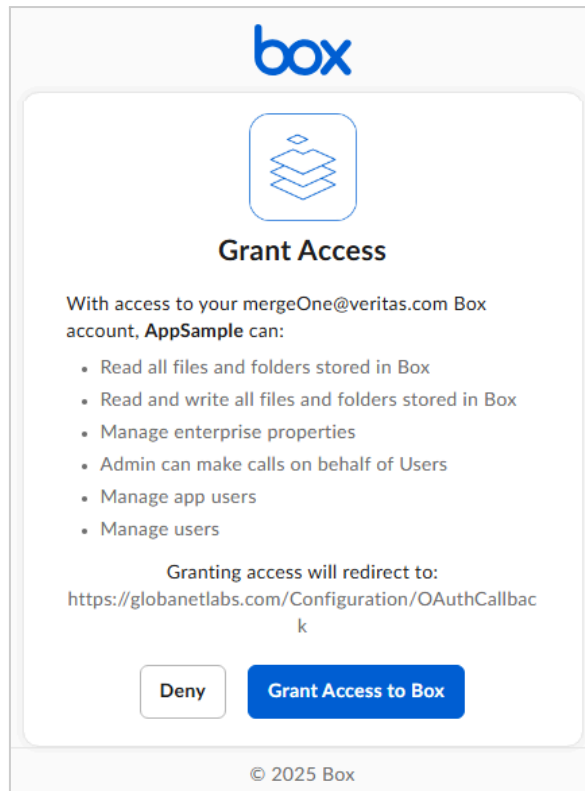 box
Grant Access
With access to your mergeOne@veritas.com Box
account, AppSample can:
• Read all files and folders stored in Box
• Read and write all files and folders stored in Box
• Manage enterprise properties
• Admin can make calls on behalf of Users
• Manage app users
• Manage users
Granting access will redirect to:
https://globanetlabs.com/Configuration/OAuthCallbac
k
Deny
Grant Access to Box
© 2025 Box